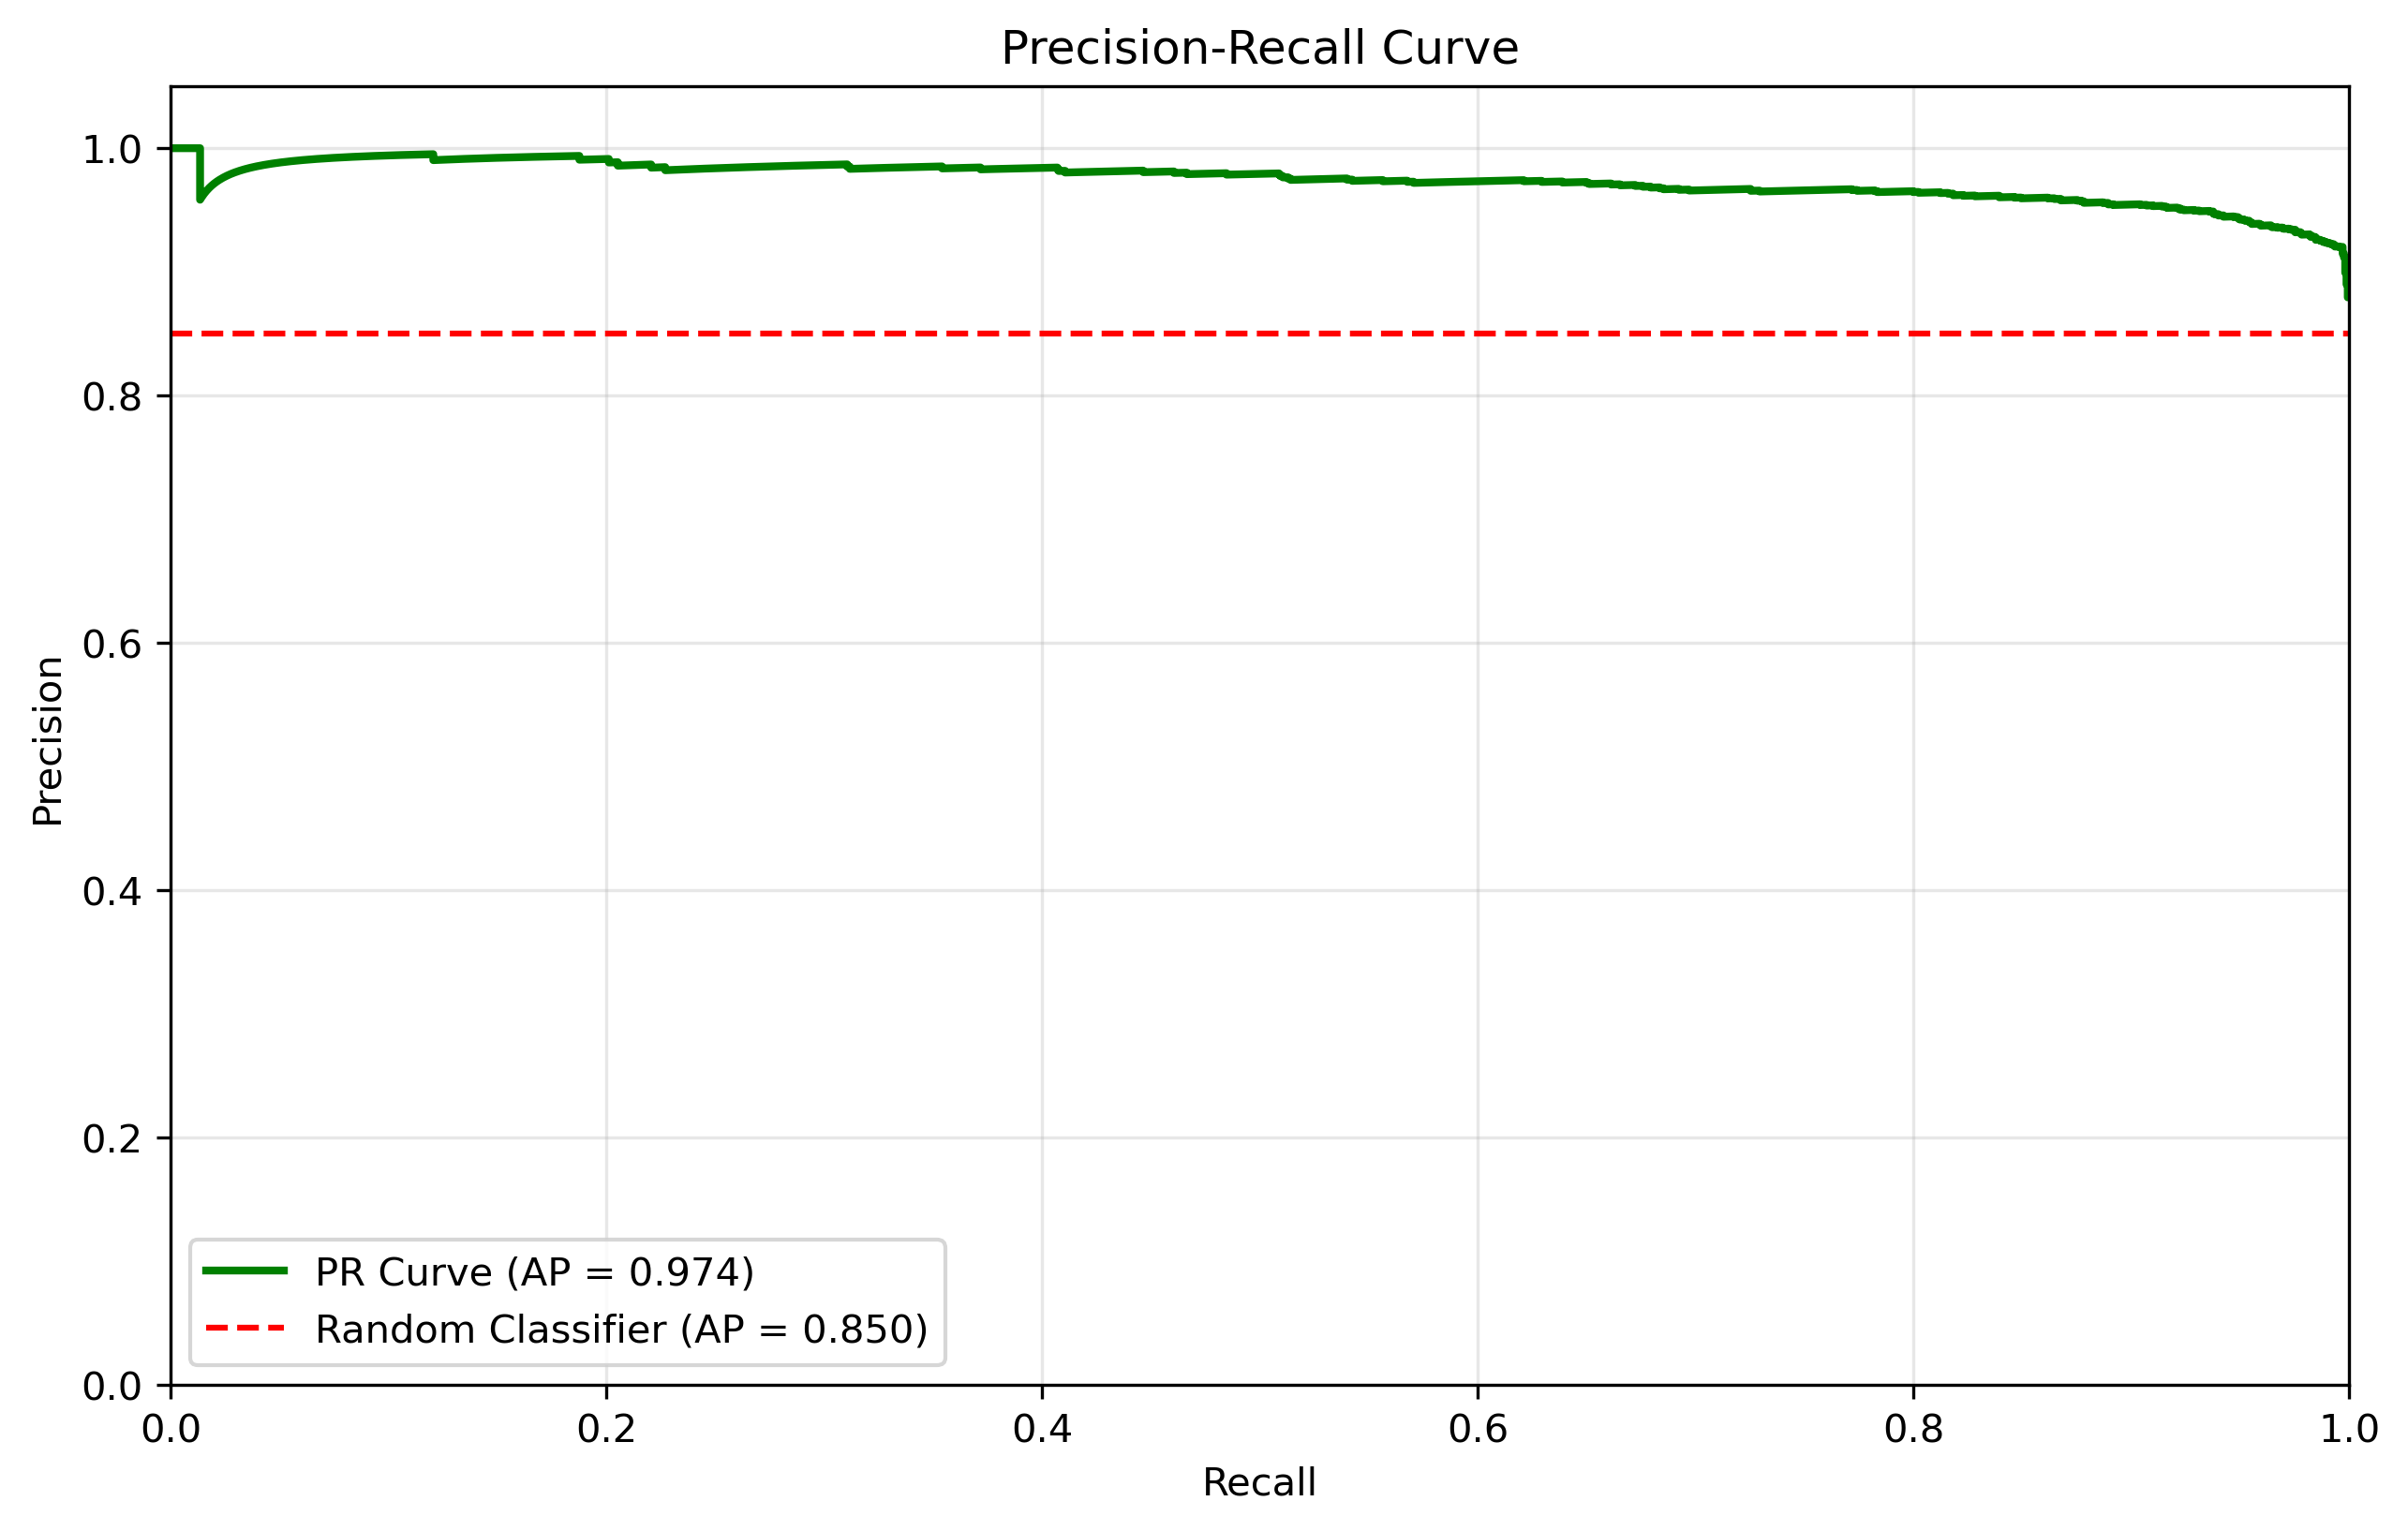 Precision-Recall Curve
1.0
0.8
0.6
0.4
0.2
0.0
Precision
PR Curve (AP = 0.974)
Random Classifier (AP = 0.850)
0.0 0.2 0.4 0.6 0.8 1.0
Recall